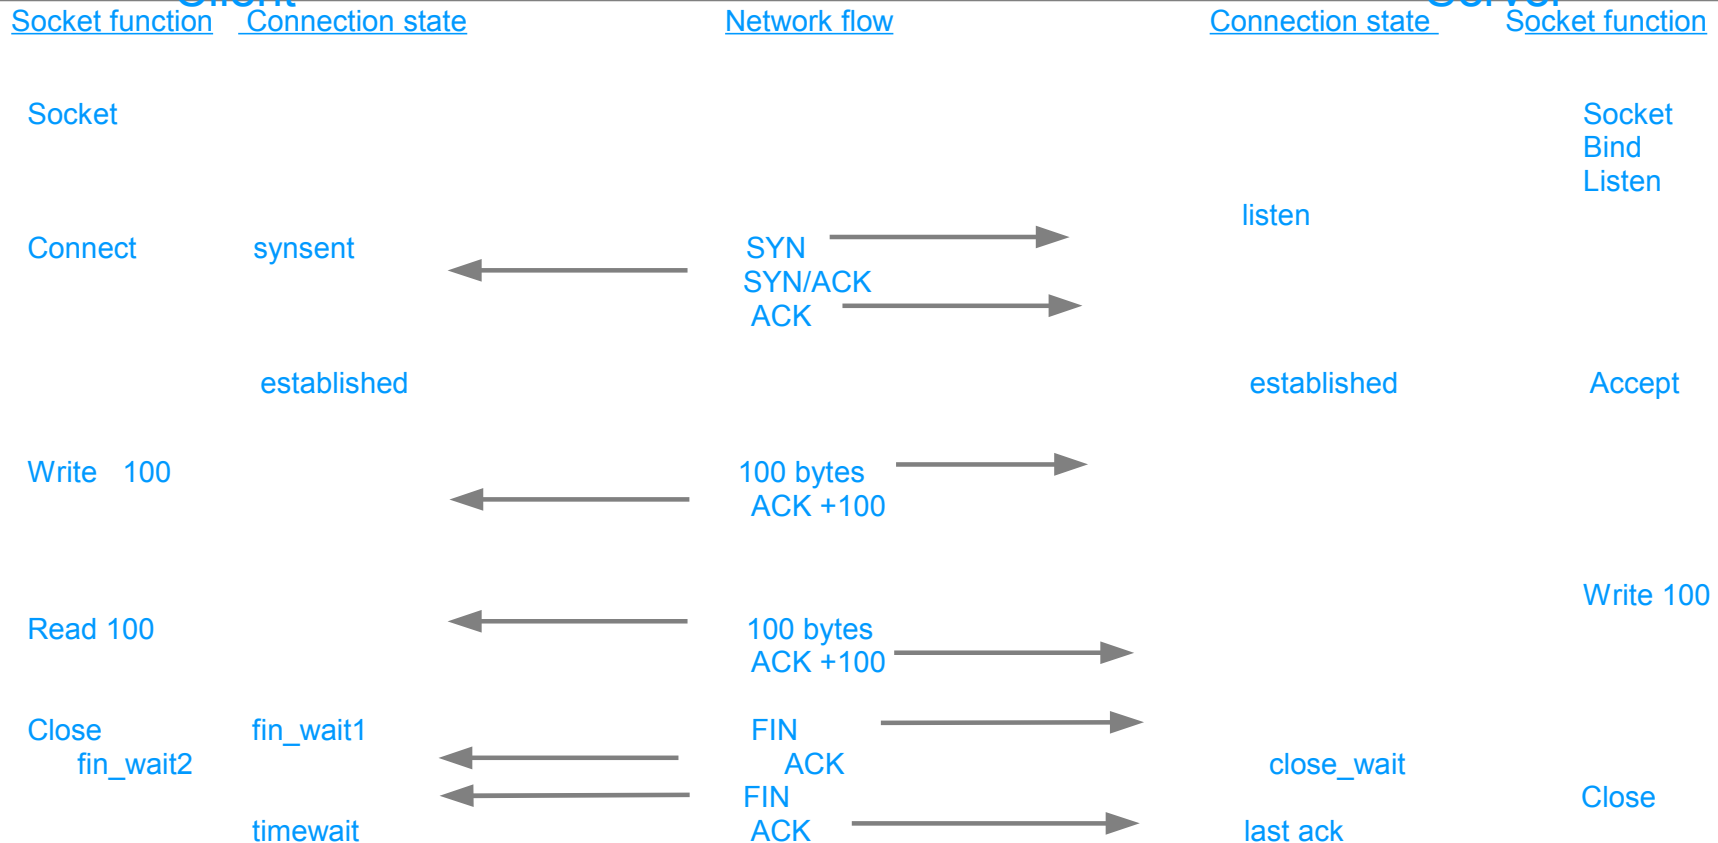 Client Server
Socket function Connection state Network flow Connection state Socket function
Socket Socket
Bind
Listen
listen
Connect synsent SYN
SYN/ACK
ACK
established established Accept
Write 100 100 bytes
ACK +100
Write 100
Read 100 100 bytes
ACK +100
Close fin_wait1 FIN
fin_wait2 ACK close_wait
FIN Close
timewait ACK last ack